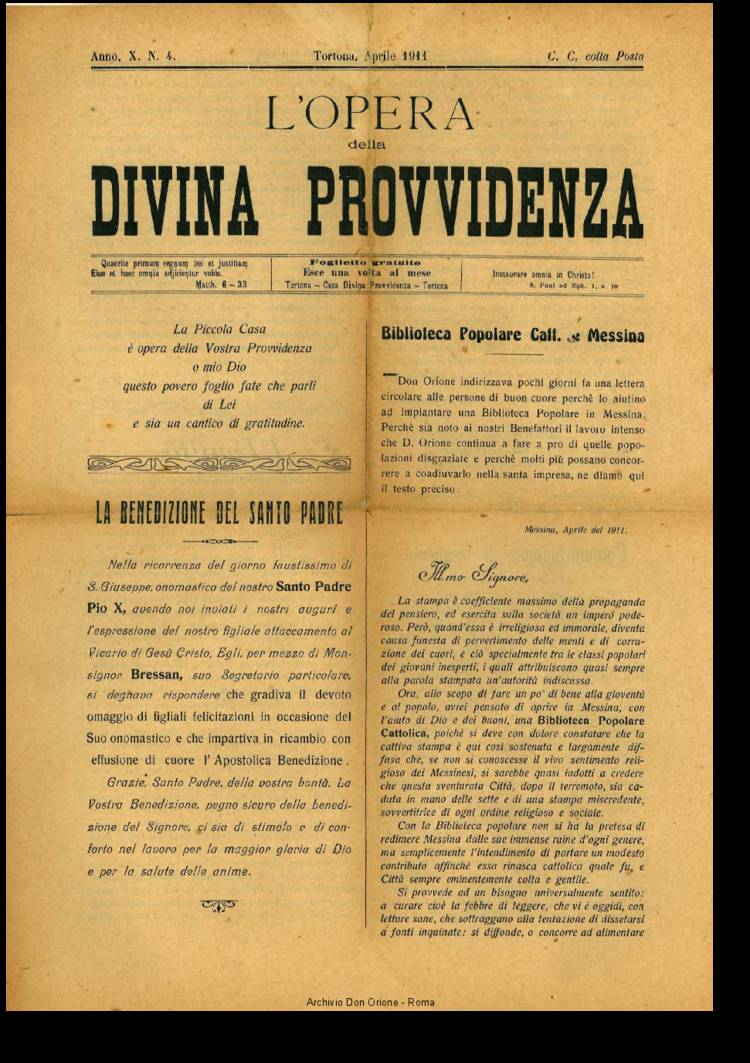 Anno, X. N. 4.
Tortona, Aprile 1911
C. C. colla Posta
L'OPERA
della
DIVINA PROVVIDENZA
Quaerite primum regnum Dei et justitiam
Eius et haec omnia adjicientur vobis.
Matth. 6 – 33
Foglietto gratuito
Esce una volta al mese
Tortona – Casa Divina Provvidenza – Tortona
Instaurare omnia in Christo!
S. Paul ad Eph. 1, v. 10
La Piccola Casa
è opera della Vostra Provvidenza
o mio Dio
questo povero foglio fate che parli
di Lei
e sia un cantico di gratitudine.
LA BENEDIZIONE DEL SANTO PADRE
Nella ricorrenza del giorno faustissimo di
S. Giuseppe, onomastico del nostro Santo Padre
Pio X, avendo noi inviati i nostri auguri e
l'espressione del nostro figliale attaccamento al
Vicario di Gesù Cristo, Egli, per mezzo di Mon-
signor Bressan, suo Segretario particolare,
si degnava rispondere che gradiva il devoto
omaggio di figliali felicitazioni in occasione del
Suo onomastico e che impartiva in ricambio con
effusione di cuore l' Apostolica Benedizione.
Grazie, Santo Padre, della vostra bontà. La
Vostra Benedizione, pegno sicuro della benedi-
zione del Signore, ci sia di stimolo e di con-
forto nel lavoro per la maggior gloria di Dio
e per la salute delle anime.
Biblioteca Popolare Catt. Messina
Don Orione indirizzava pochi giorni fa una lettera
circolare alle persone di buon cuore perchè lo aiutino
ad impiantare una Biblioteca Popolare in Messina.
Perchè sia noto ai nostri Benefattori il lavoro intenso
che D. Orione continua a fare a pro di quelle popo-
lazioni disgraziate e perchè molti più possano concor-
rere a coadiuvarlo nella santa impresa, ne diamo qui
il testo preciso:
Messina, Aprile del 1911.
Ill.mo Signore,
La stampa è coefficiente massimo della propaganda
del pensiero, ed esercita sulla società un impero pode-
roso. Però, quand'essa è irreligiosa ed immorale, diventa
causa funesta di pervertimento delle menti e di corru-
zione dei cuori, e ciò specialmente tra le classi popolari
dei giovani inesperti, i quali attribuiscono quasi sempre
alla parola stampata un'autorità indiscussa.
Ora, allo scopo di fare un po' di bene alla gioventù
e al popolo, avrei pensato di aprire in Messina, con
l'aiuto di Dio e dei buoni, una Biblioteca Popolare
Cattolica, poichè si deve con dolore constatare che la
cattiva stampa è qui così sostenuta e largamente dif-
fusa che, se non si conoscesse il vivo sentimento reli-
gioso dei Messinesi, si sarebbe quasi indotti a credere
che questa sventurata Città, dopo il terremoto, sia ca-
duta in mano delle sette e di una stampa miscredente,
sovvertitrice di ogni ordine religioso e sociale.
Con la Biblioteca popolare non si ha la pretesa di
redimere Messina dalle sue immense ruine d'ogni genere,
ma semplicemente l'intendimento di portare un modesto
contributo affinchè essa rinasca cattolica quale fu, e
Città sempre eminentemente colta e gentile.
Si provvede ad un bisogno universalmente sentito:
a curare cioè la febbre di leggere, che vi è oggidì, con
letture sane, che sottraggano alla tentazione di dissetarsi
a fonti inquinate: si diffonde, o concorre ad alimentare
Archivio Don Orione - Roma